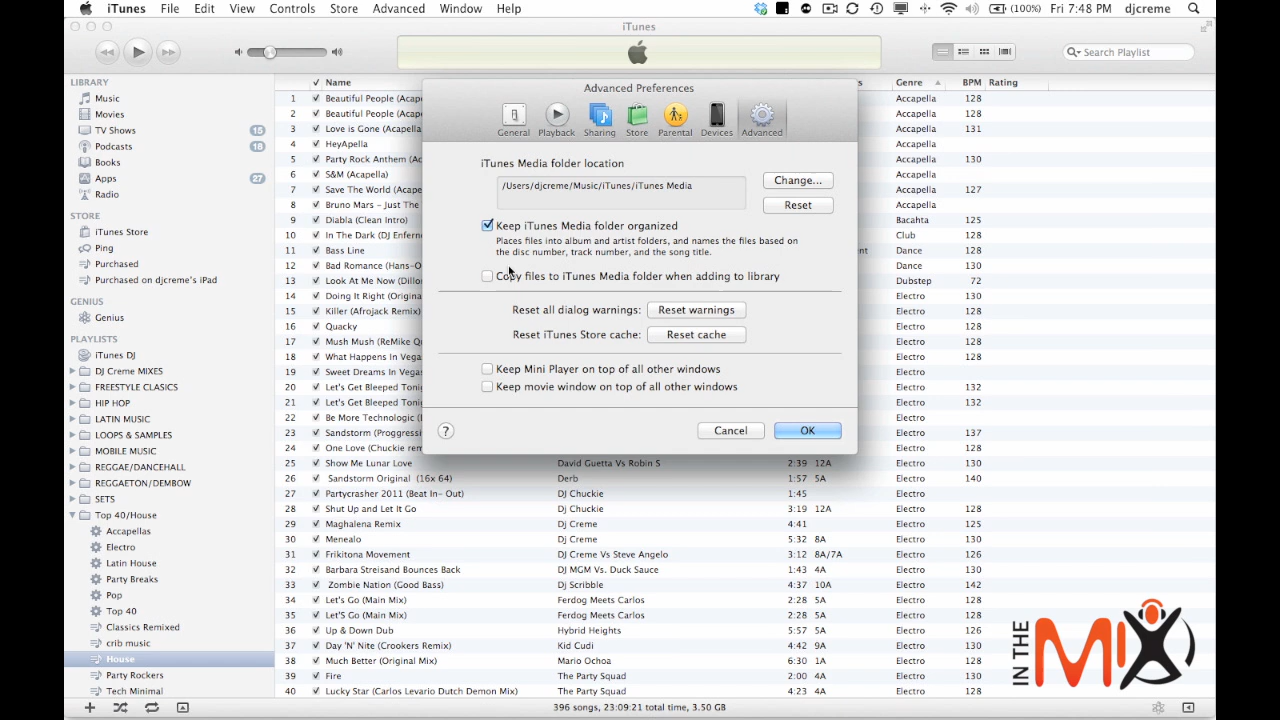 iTunes File Edit View Controls Store Advanced Window Help (100%) Fri 7:48 PM djcreme
iTunes
Search Playlist
LIBRARY
Music
Movies
TV Shows 15
Podcasts 18
Books
Apps 27
Radio
STORE
iTunes Store
Ping
Purchased
Purchased on djcreme's iPad
GENIUS
Genius
PLAYLISTS
iTunes DJ
DJ Creme MIXES
FREESTYLE CLASSICS
HIP HOP
LATIN MUSIC
LOOPS & SAMPLES
MOBILE MUSIC
REGGAE/DANCEHALL
REGGAETON/DEMBOW
SETS
Top 40/House
Accapellas
Electro
Latin House
Party Breaks
Pop
Top 40
Classics Remixed
crib music
House
Party Rockers
Tech Minimal
Name Genre BPM Rating
1 Beautiful People (Acape Accapella 128
2 Beautiful People (Acape Accapella 128
3 Love is Gone (Acapella) Accapella 131
4 HeyApella Accapella
5 Party Rock Anthem (Aca Accapella 130
6 S&M (Acapella) Accapella
7 Save The World (Acape Accapella 127
8 Bruno Mars - Just The Accapella
9 Diabla (Clean Intro) Bacahta 125
10 In The Dark (DJ Enfern Club 128
11 Bass Line Dance 128
12 Bad Romance (Hans-O Dance 128
13 Look At Me Now (Dillo Dubstep 72
14 Doing It Right (Origina Electro 128
15 Killer (Afrojack Remix) Electro 128
16 Quacky Electro 128
17 Mush Mush (ReMike Q Electro 128
18 What Happens In Vega Electro 128
19 Sweet Dreams Electro 128
20 Let's Get Bleeped Toni Electro 132
21 Let's Get Bleeped Toni Electro 132
22 Be More Technologic ( Electro
23 Sandstorm (Proggressi Electro 137
24 One Love (Chuckie rem Electro 128
25 Show Me Lunar Love David Guetta Vs Robin S 2:39 12A Electro 130
26 Sandstorm Original (16x 64) Derb 1:57 5A Electro 140
27 Partycrasher 2011 (Beat In- Out) DJ Chuckie 1:45 Electro
28 Shut Up and Let It Go DJ Chuckie 3:13 12A Electro 128
29 Maghalena Remix Dj Creme 4:41 Electro 125
30 Menealo Dj Creme 5:32 8A Electro 130
31 Frikitona Movement DJ Creme Vs Steve Angelo 3:12 8A/7A Electro 126
32 Barbara Streisand Bounces Back DJ MGM Vs. Duck Sauce 1:43 4A Electro 130
33 Zombie Nation (Good Bass) Dj Scribble 4:37 10A Electro 142
34 Let'S Go (Main Mix) Ferdog Meets Carlos 2:28 5A Electro 128
35 Let'S Go (Main Mix) Ferdog Meets Carlos 2:28 5A Electro 128
36 Up & Down Dub Hybrid Heights 2:57 5A Electro
37 Day 'N' Nite (Crookers Remix) Kid Cudi 4:42 5A Electro
38 Much Better (Original Mix) Mario Ochoa 6:30 1A Electro
39 Fire The Party Squad 2:00 4A Electro
40 Lucky Star (Carlos Levario Dutch Demon Mix) The Party Squad 4:23 4A Electro 128
Advanced Preferences
General Playback Sharing Store Parental Devices Advanced
iTunes Media folder location
/Users/djcreme/Music/iTunes/iTunes Media
Change...
Reset
Keep iTunes Media folder organized
Places files into album and artist folders, and names the files based on
the disc number, track number, and the song title.
Copy files to iTunes Media folder when adding to library
Reset all dialog warnings: Reset warnings
Reset iTunes Store cache: Reset cache
Keep Mini Player on top of all other windows
Keep movie window on top of all other windows
? Cancel OK
IN THE MIX
396 songs, 23:09:21 total time, 3.50 GB